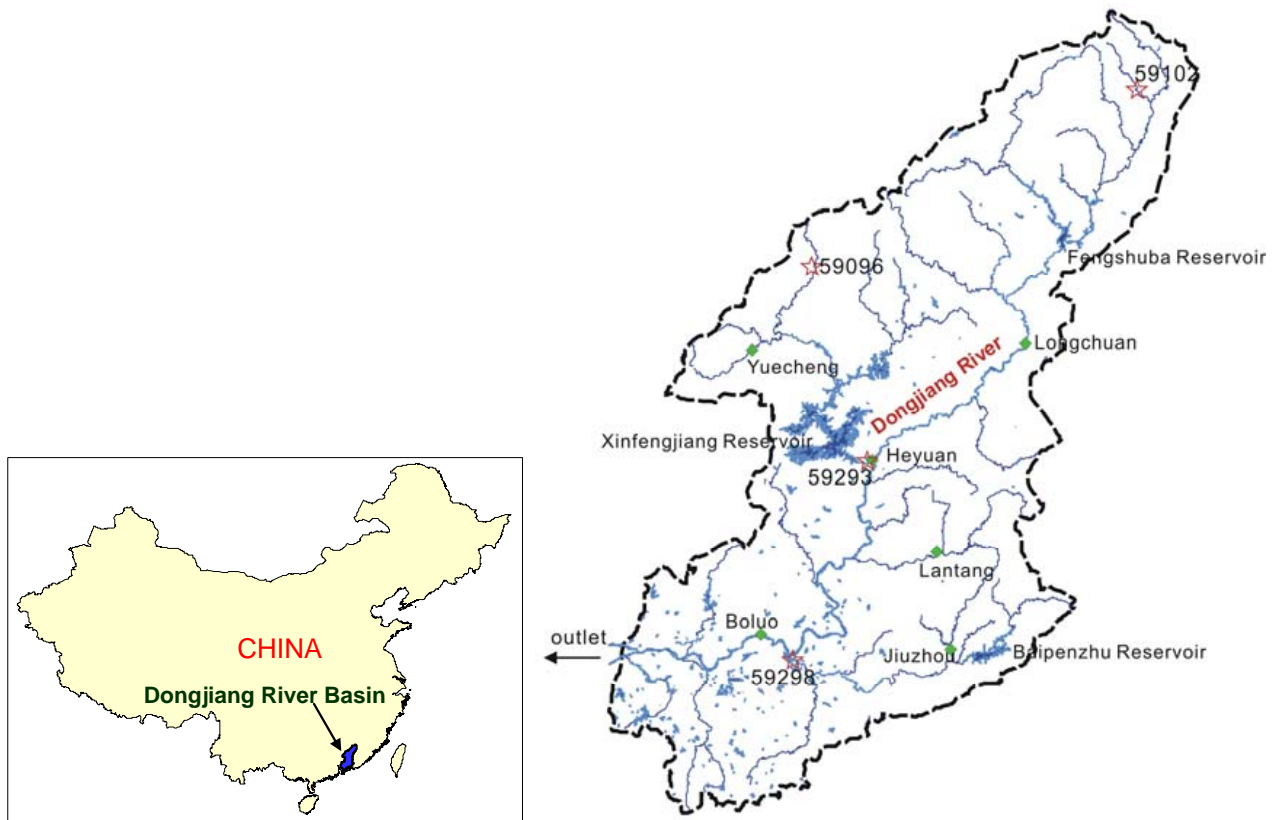 59102
59096
Fengshuba Reservoir
Longchuan
Yuecheng
Dongjiang River
Xinfengjiang Reservoir
Heyuan
59293
Lantang
Boluo
outlet
Jiuzhou
Baipenzhu Reservoir
59298
CHINA
Dongjiang River Basin